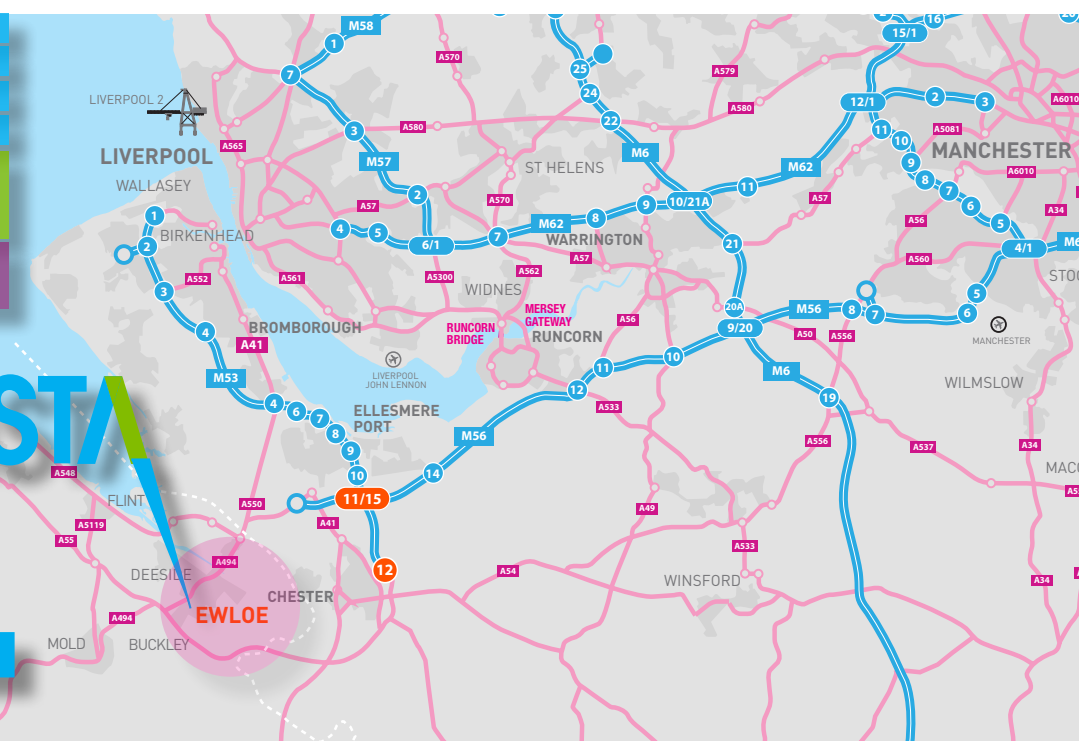 M58
16
15/1
1
A570
25
A579
7
LIVERPOOL 2
24
A580
12/1
2
3
A6010
22
3
A580
11
A5081
A565
10
LIVERPOOL
M57
M6
MANCHESTER
ST HELENS
M62
9
A6010
WALLASEY
8
11
7
2
A57
A570
9
10/21A
A57
6
A34
1
4
5
M62
8
A56
5
BIRKENHEAD
6/1
7
WARRINGTON
21
4/1
M6
2
A57
A560
A552
A561
A5300
A562
STOC
3
WIDNES
5
20A
M56
8
7
6
4
BROMBOROUGH
RUNCORN
BRIDGE
MERSEY
GATEWAY
RUNCORN
A56
9/20
A50
A556
MANCHESTER
A41
10
LIVERPOOL
JOHN LENNON
11
M6
M53
12
WILMSLOW
4
6
7
ELLESMERE
PORT
A533
19
STA
8
M56
A556
A537
A34
9
A548
10
14
MACC
FLINT
A550
11/15
A49
A5119
A41
A55
A533
A494
12
A54
DEESIDE
WINSFORD
A34
CHESTER
EWLOE
A494
MOLD
BUCKLEY